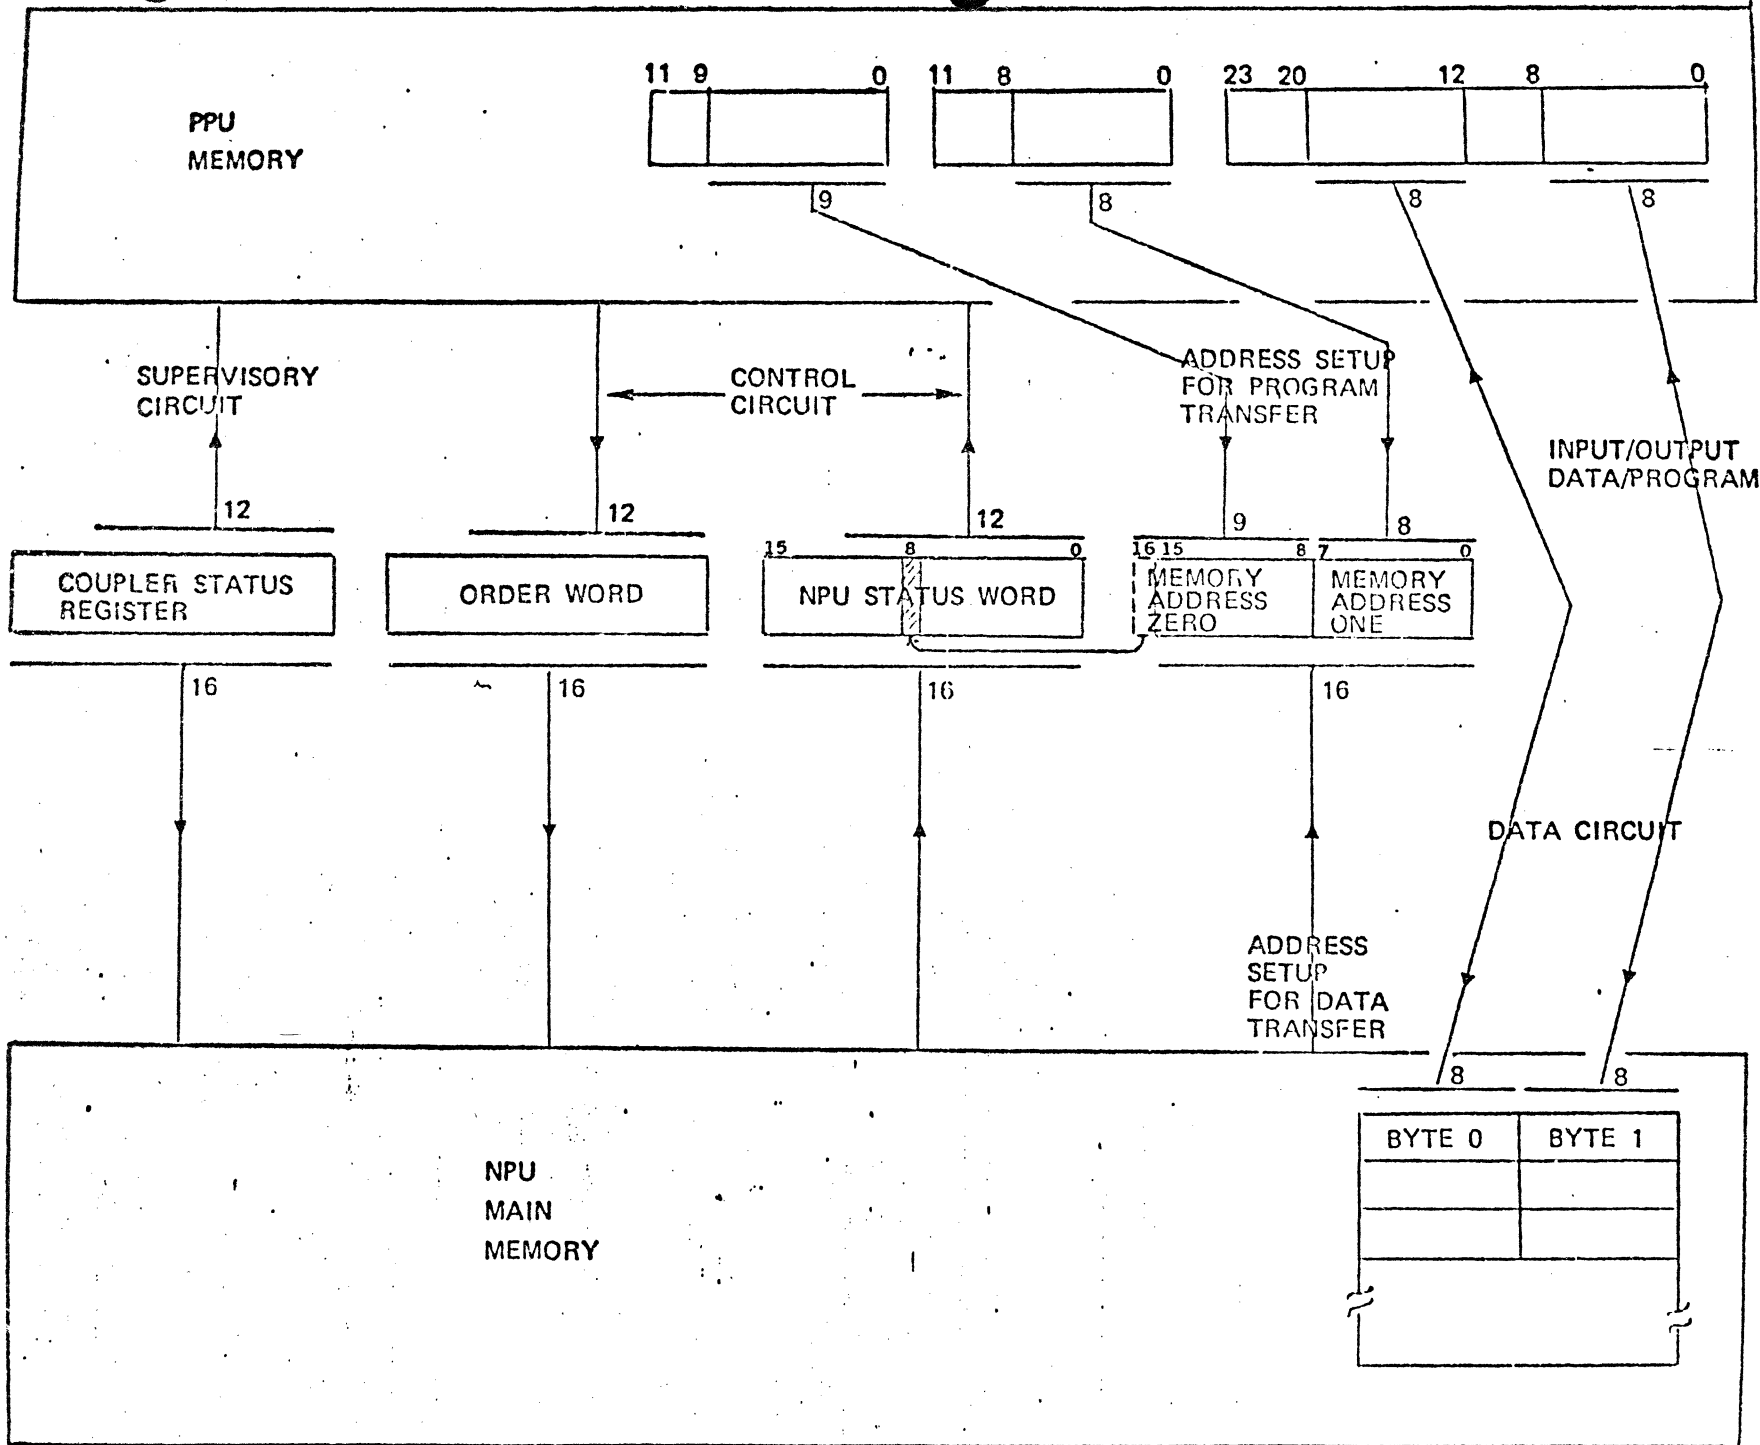 11 9 0 11 8 0 23 20 12 8 0
PPU
MEMORY
9 8 8 8
SUPERVISORY
CIRCUIT
CONTROL
CIRCUIT
ADDRESS SETUP
FOR PROGRAM
TRANSFER
INPUT/OUTPUT
DATA/PROGRAM
12 12 12 9 8
15 8 0 16 15 8 7 0
COUPLER STATUS
REGISTER
ORDER WORD
NPU STATUS WORD
MEMORY
ADDRESS
ZERO
MEMORY
ADDRESS
ONE
16 16 16 16
DATA CIRCUIT
ADDRESS
SETUP
FOR DATA
TRANSFER
8 8
BYTE 0 BYTE 1
NPU
MAIN
MEMORY